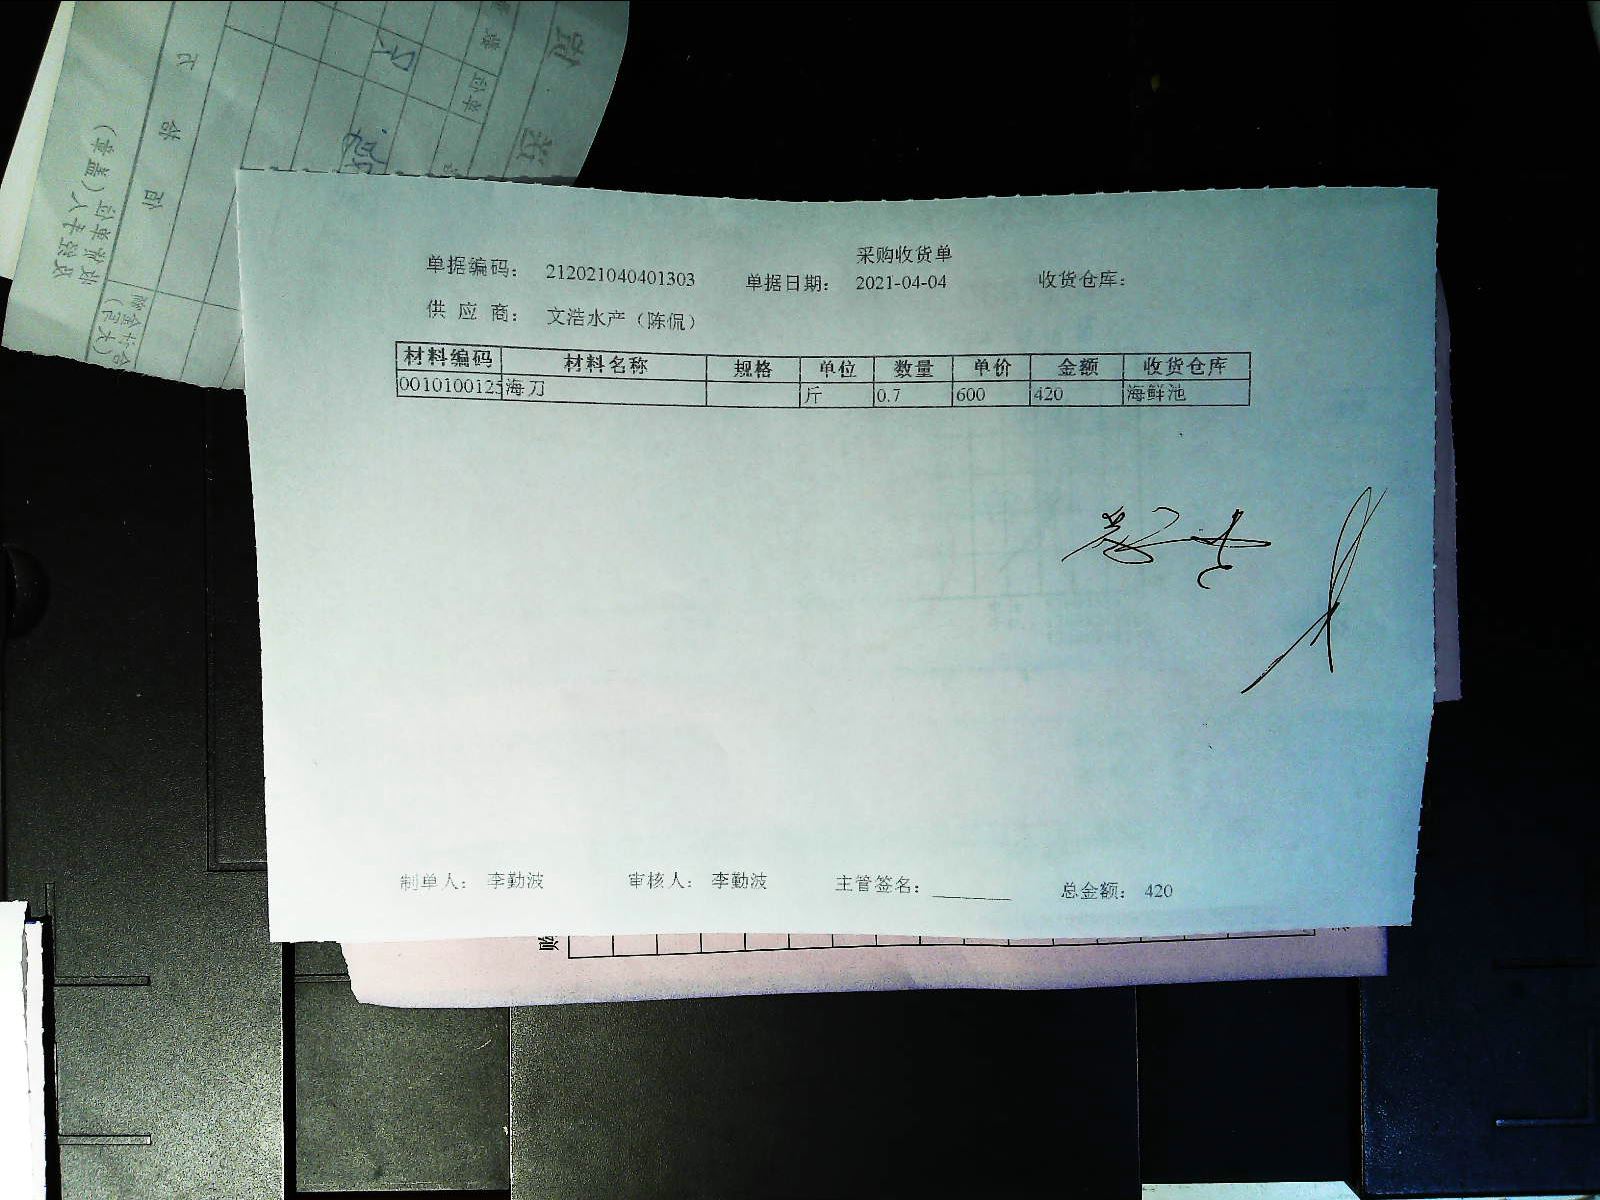 采购收货单
单据编码： 212021040401303 单据日期： 2021-04-04 收货仓库：
供 应 商： 文浩水产（陈侃）
材料编码 材料名称 规格 单位 数量 单价 金额 收货仓库
0010100125 海刀 斤 0.7 600 420 海鲜池
制单人： 李勤波 审核人： 李勤波 主管签名： 总金额： 420